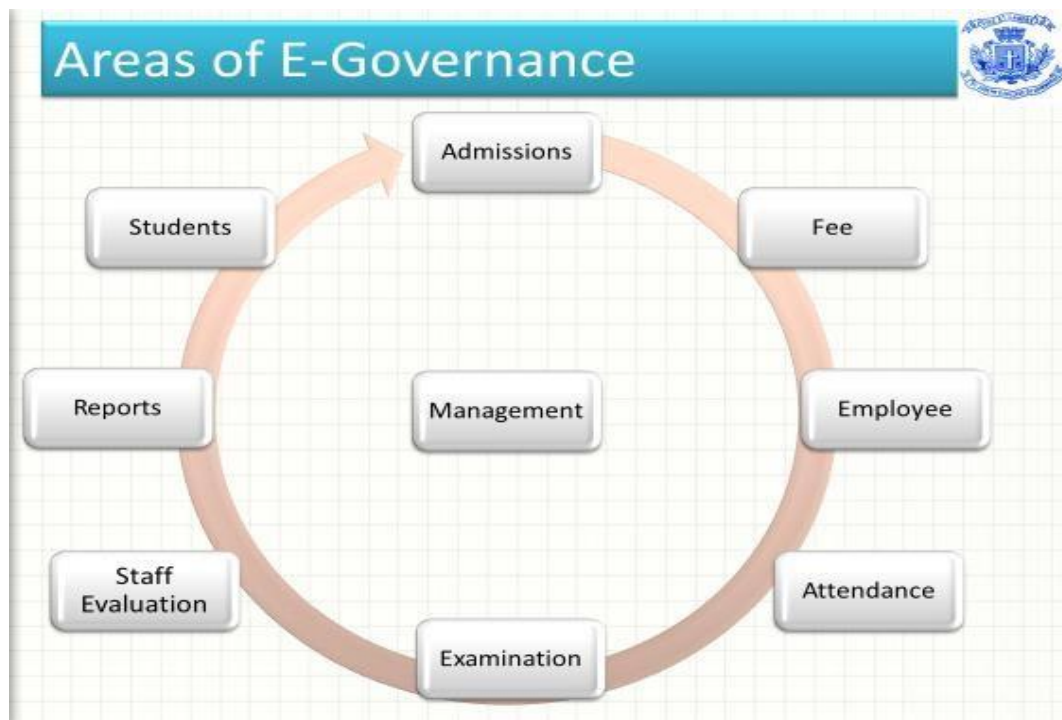 Areas of E-Governance
Admissions
Fee
Employee
Attendance
Examination
Staff
Evaluation
Reports
Students
Management